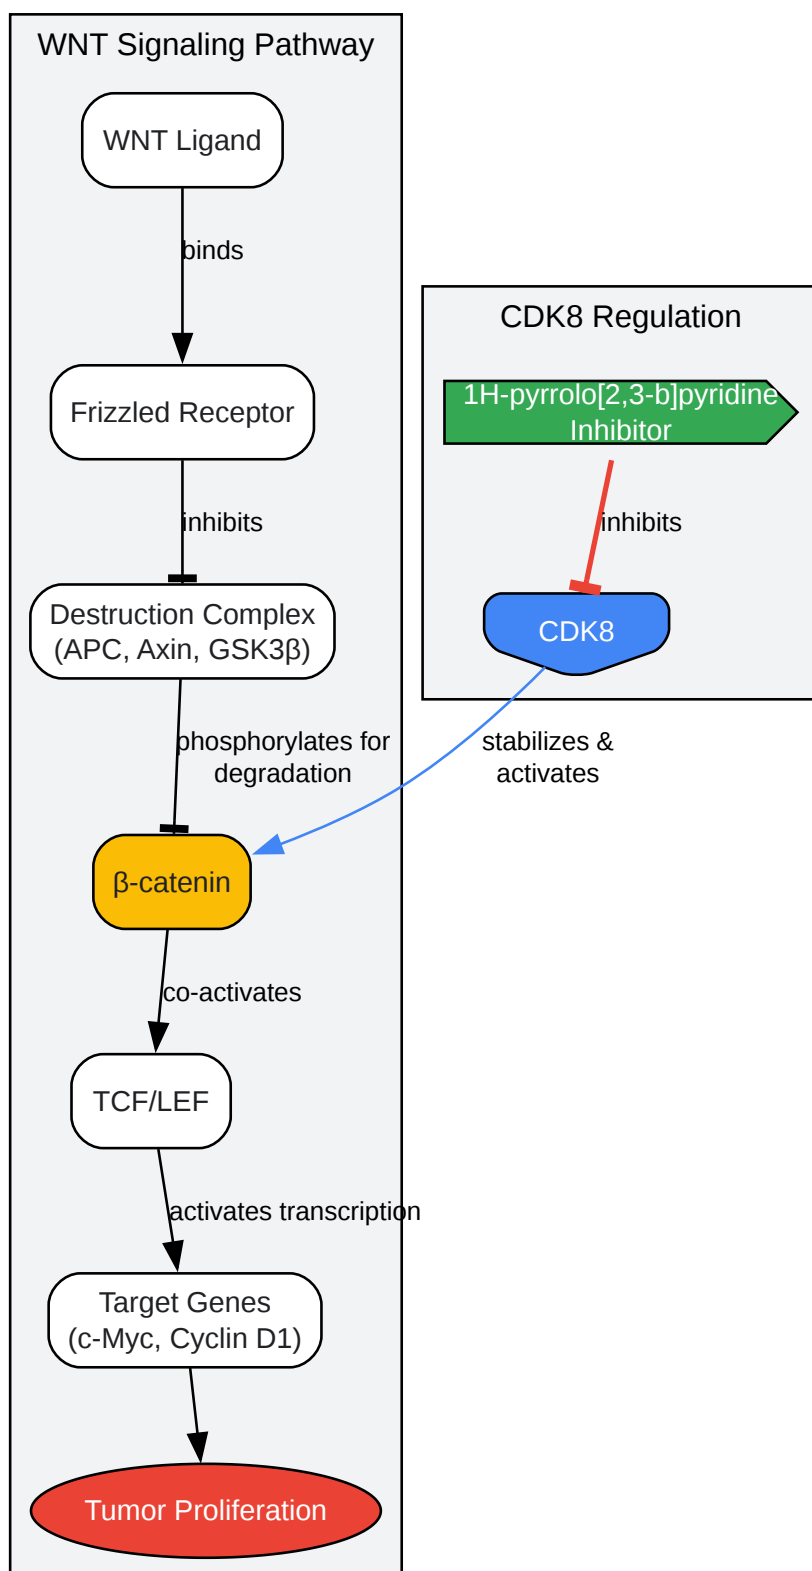 WNT Signaling Pathway
WNT Ligand
binds
Frizzled Receptor
inhibits
Destruction Complex
(APC, Axin, GSK3β)
phosphorylates for
degradation
β-catenin
co-activates
TCF/LEF
activates transcription
Target Genes
(c-Myc, Cyclin D1)
Tumor Proliferation
CDK8 Regulation
1H-pyrrolo[2,3-b]pyridine
Inhibitor
inhibits
CDK8
stabilizes &
activates